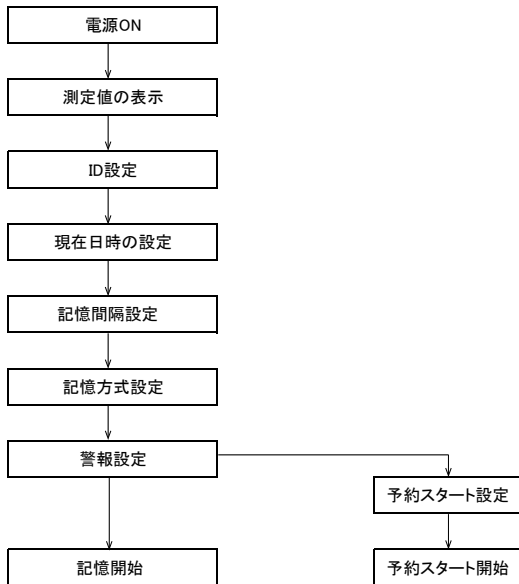 電源ON
測定値の表示
ID設定
現在日時の設定
記憶間隔設定
記憶方式設定
警報設定
予約スタート設定
記憶開始
予約スタート開始